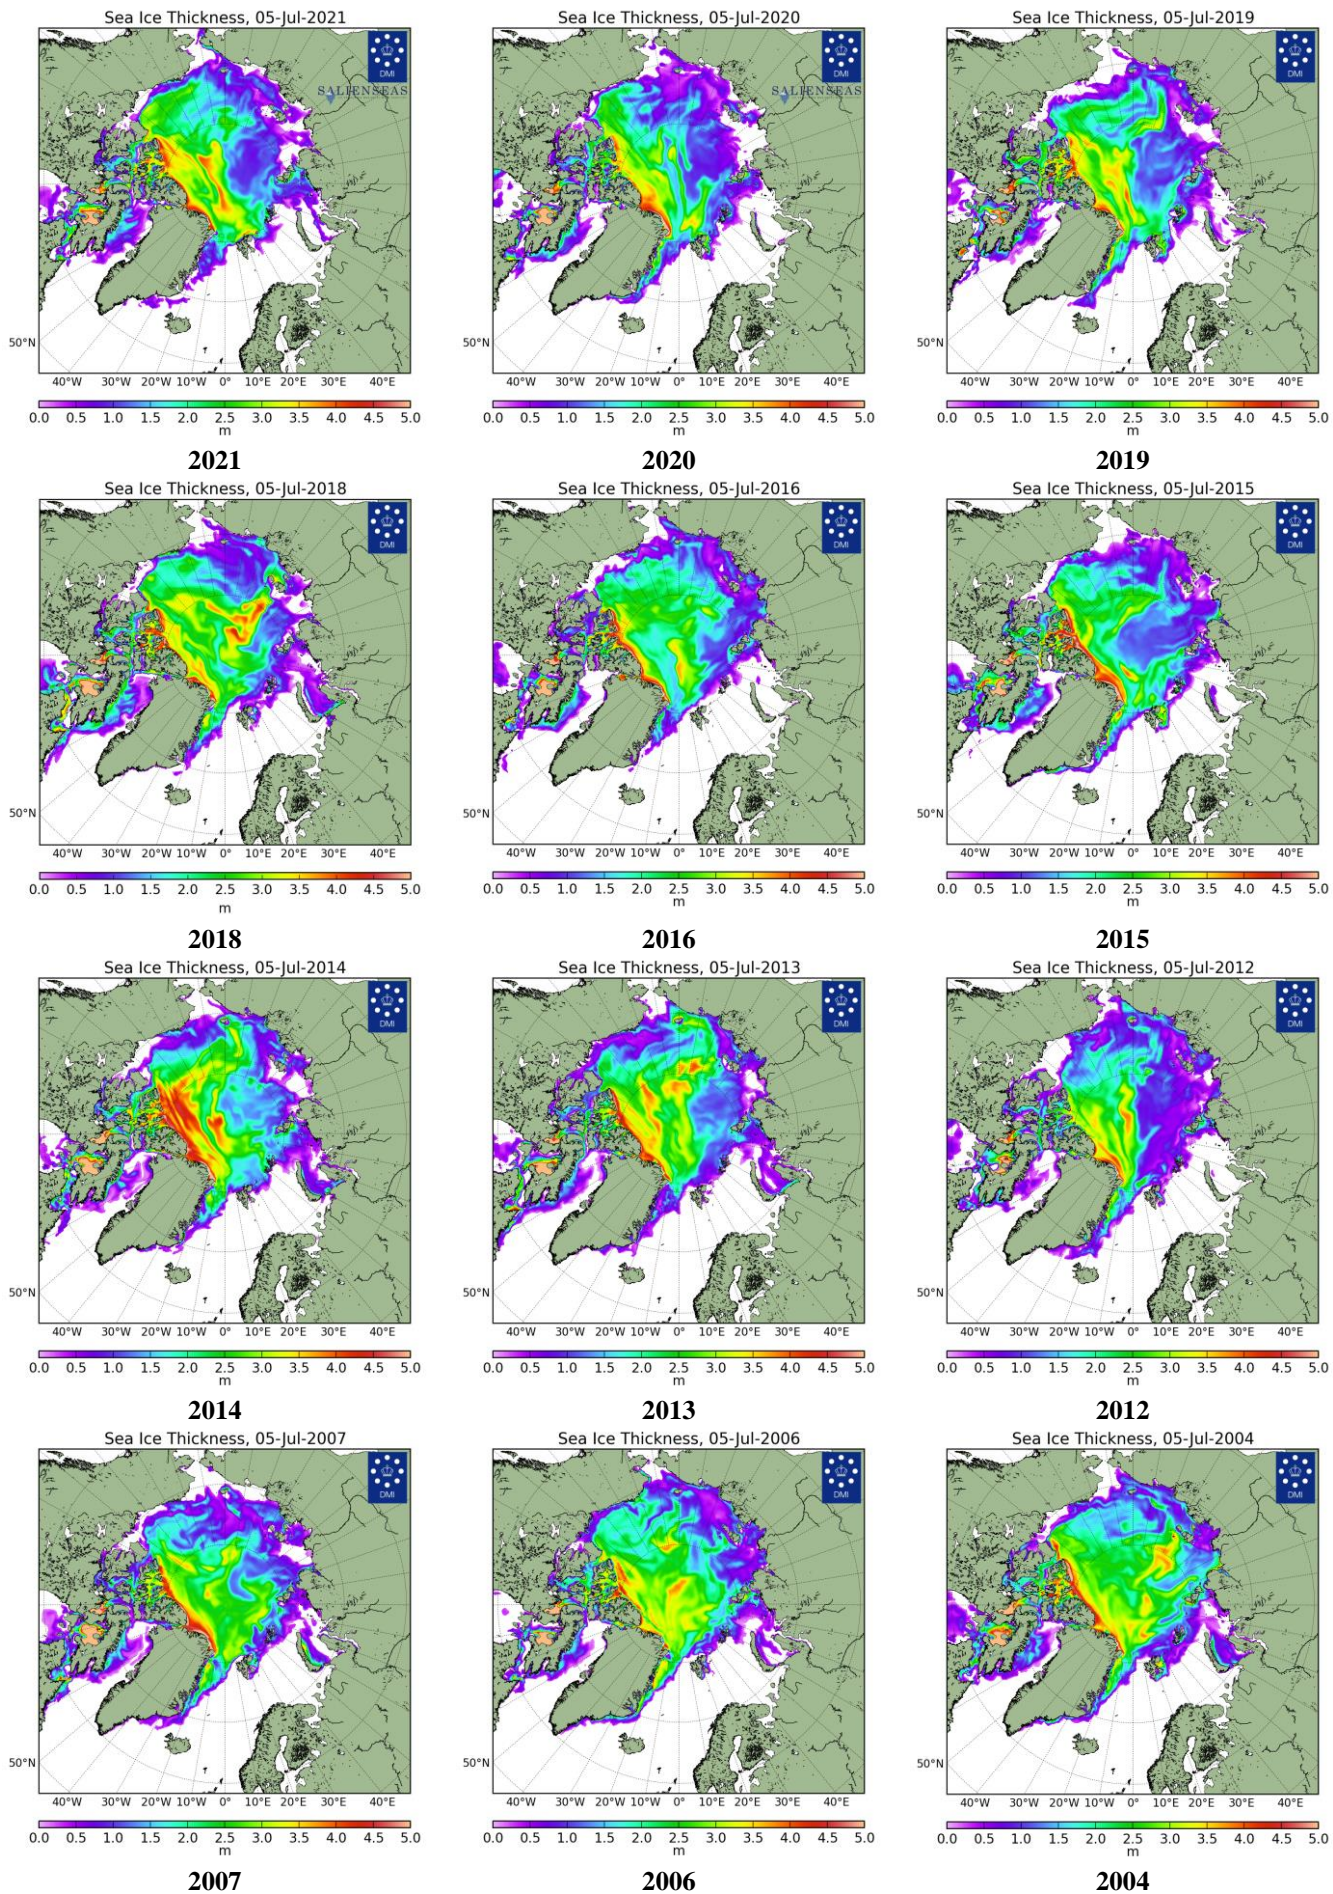 Sea Ice Thickness, 05-Jul-2021 Sea Ice Thickness, 05-Jul-2020 Sea Ice Thickness, 05-Jul-2019
DMI DMI DMI
SALIENSEAS SALIENSEAS
50°N
40°W 30°W 20°W 10°W 0° 10°E 20°E 30°E 40°E 40°W 30°W 20°W 10°W 0° 10°E 20°E 30°E 40°E 40°W 30°W 20°W 10°W 0° 10°E 20°E 30°E 40°E
0.0 0.5 1.0 1.5 2.0 2.5 3.0 3.5 4.0 4.5 5.0 0.0 0.5 1.0 1.5 2.0 2.5 3.0 3.5 4.0 4.5 5.0 0.0 0.5 1.0 1.5 2.0 2.5 3.0 3.5 4.0 4.5 5.0
m m m
2021 2020 2019
Sea Ice Thickness, 05-Jul-2018 Sea Ice Thickness, 05-Jul-2016 Sea Ice Thickness, 05-Jul-2015
DMI DMI DMI
50°N 50°N 50°N
40°W 30°W 20°W 10°W 0° 10°E 20°E 30°E 40°E 40°W 30°W 20°W 10°W 0° 10°E 20°E 30°E 40°E 40°W 30°W 20°W 10°W 0° 10°E 20°E 30°E 40°E
0.0 0.5 1.0 1.5 2.0 2.5 3.0 3.5 4.0 4.5 5.0 0.0 0.5 1.0 1.5 2.0 2.5 3.0 3.5 4.0 4.5 5.0 0.0 0.5 1.0 1.5 2.0 2.5 3.0 3.5 4.0 4.5 5.0
m m m
2018 2016 2015
Sea Ice Thickness, 05-Jul-2014 Sea Ice Thickness, 05-Jul-2013 Sea Ice Thickness, 05-Jul-2012
DMI DMI DMI
50°N 50°N 50°N
40°W 30°W 20°W 10°W 0° 10°E 20°E 30°E 40°E 40°W 30°W 20°W 10°W 0° 10°E 20°E 30°E 40°E 40°W 30°W 20°W 10°W 0° 10°E 20°E 30°E 40°E
0.0 0.5 1.0 1.5 2.0 2.5 3.0 3.5 4.0 4.5 5.0 0.0 0.5 1.0 1.5 2.0 2.5 3.0 3.5 4.0 4.5 5.0 0.0 0.5 1.0 1.5 2.0 2.5 3.0 3.5 4.0 4.5 5.0
m m m
2014 2013 2012
Sea Ice Thickness, 05-Jul-2007 Sea Ice Thickness, 05-Jul-2006 Sea Ice Thickness, 05-Jul-2004
DMI DMI DMI
50°N 50°N 50°N
40°W 30°W 20°W 10°W 0° 10°E 20°E 30°E 40°E 40°W 30°W 20°W 10°W 0° 10°E 20°E 30°E 40°E 40°W 30°W 20°W 10°W 0° 10°E 20°E 30°E 40°E
0.0 0.5 1.0 1.5 2.0 2.5 3.0 3.5 4.0 4.5 5.0 0.0 0.5 1.0 1.5 2.0 2.5 3.0 3.5 4.0 4.5 5.0 0.0 0.5 1.0 1.5 2.0 2.5 3.0 3.5 4.0 4.5 5.0
m m m
2007 2006 2004